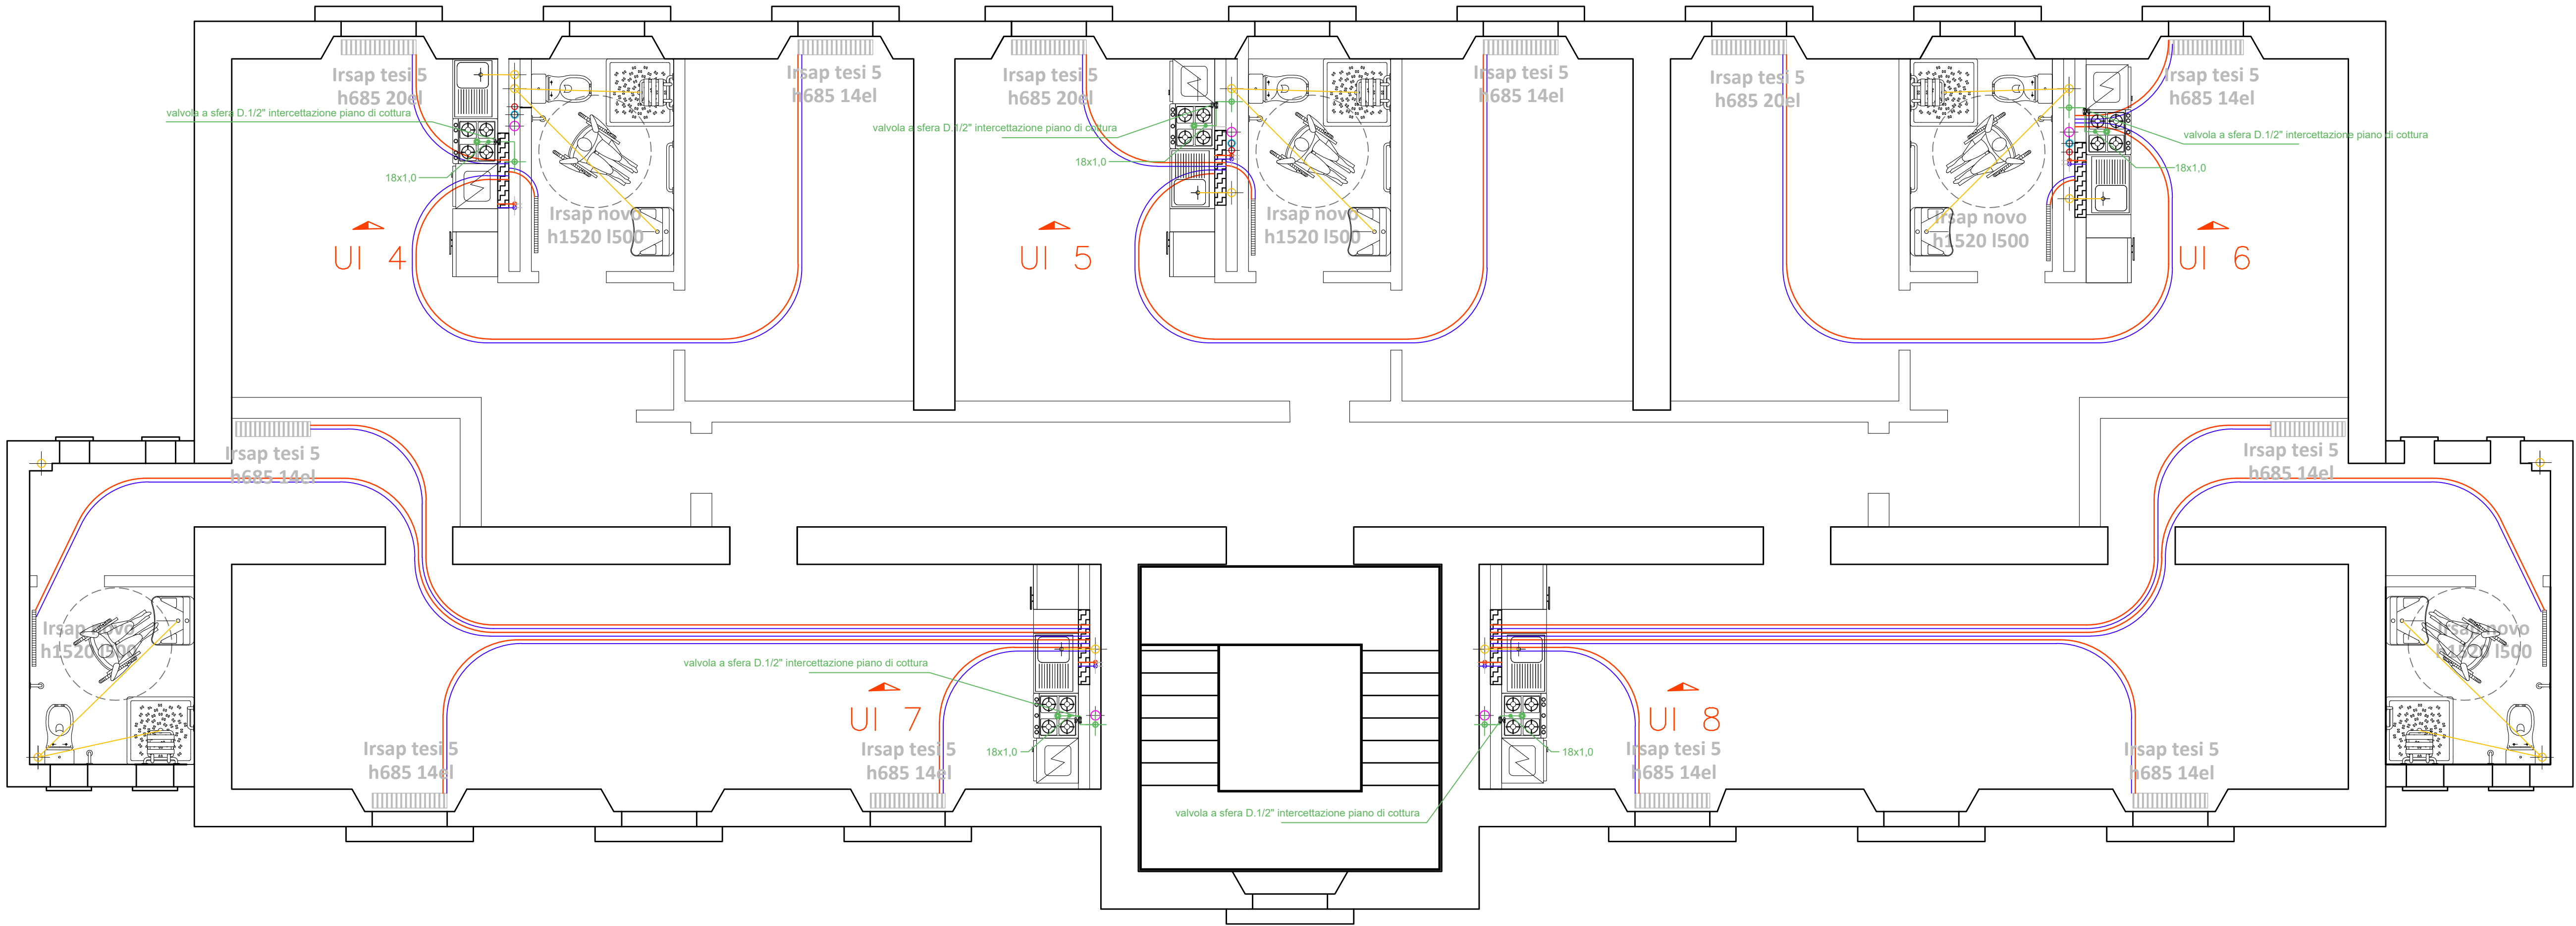 Irsap tesi 5
h685 20el
Irsap tesi 5
h685 14el
Irsap tesi 5
h685 20el
Irsap tesi 5
h685 14el
Irsap tesi 5
h685 20el
Irsap tesi 5
h685 14el
valvola a sfera D.1/2" intercettazione piano di cottura
valvola a sfera D.1/2" intercettazione piano di cottura
valvola a sfera D.1/2" intercettazione piano di cottura
18x1,0
18x1,0
18x1,0
Irsap novo
h1520 l500
Irsap novo
h1520 l500
Irsap novo
h1520 l500
UI 4
UI 5
UI 6
Irsap tesi 5
h685 14el
Irsap tesi 5
h685 14el
Irsap novo
h1520 l500
Irsap novo
h1520 l500
valvola a sfera D.1/2" intercettazione piano di cottura
UI 7
UI 8
Irsap tesi 5
h685 14el
Irsap tesi 5
h685 14el
18x1,0
18x1,0
Irsap tesi 5
h685 14el
Irsap tesi 5
h685 14el
valvola a sfera D.1/2" intercettazione piano di cottura